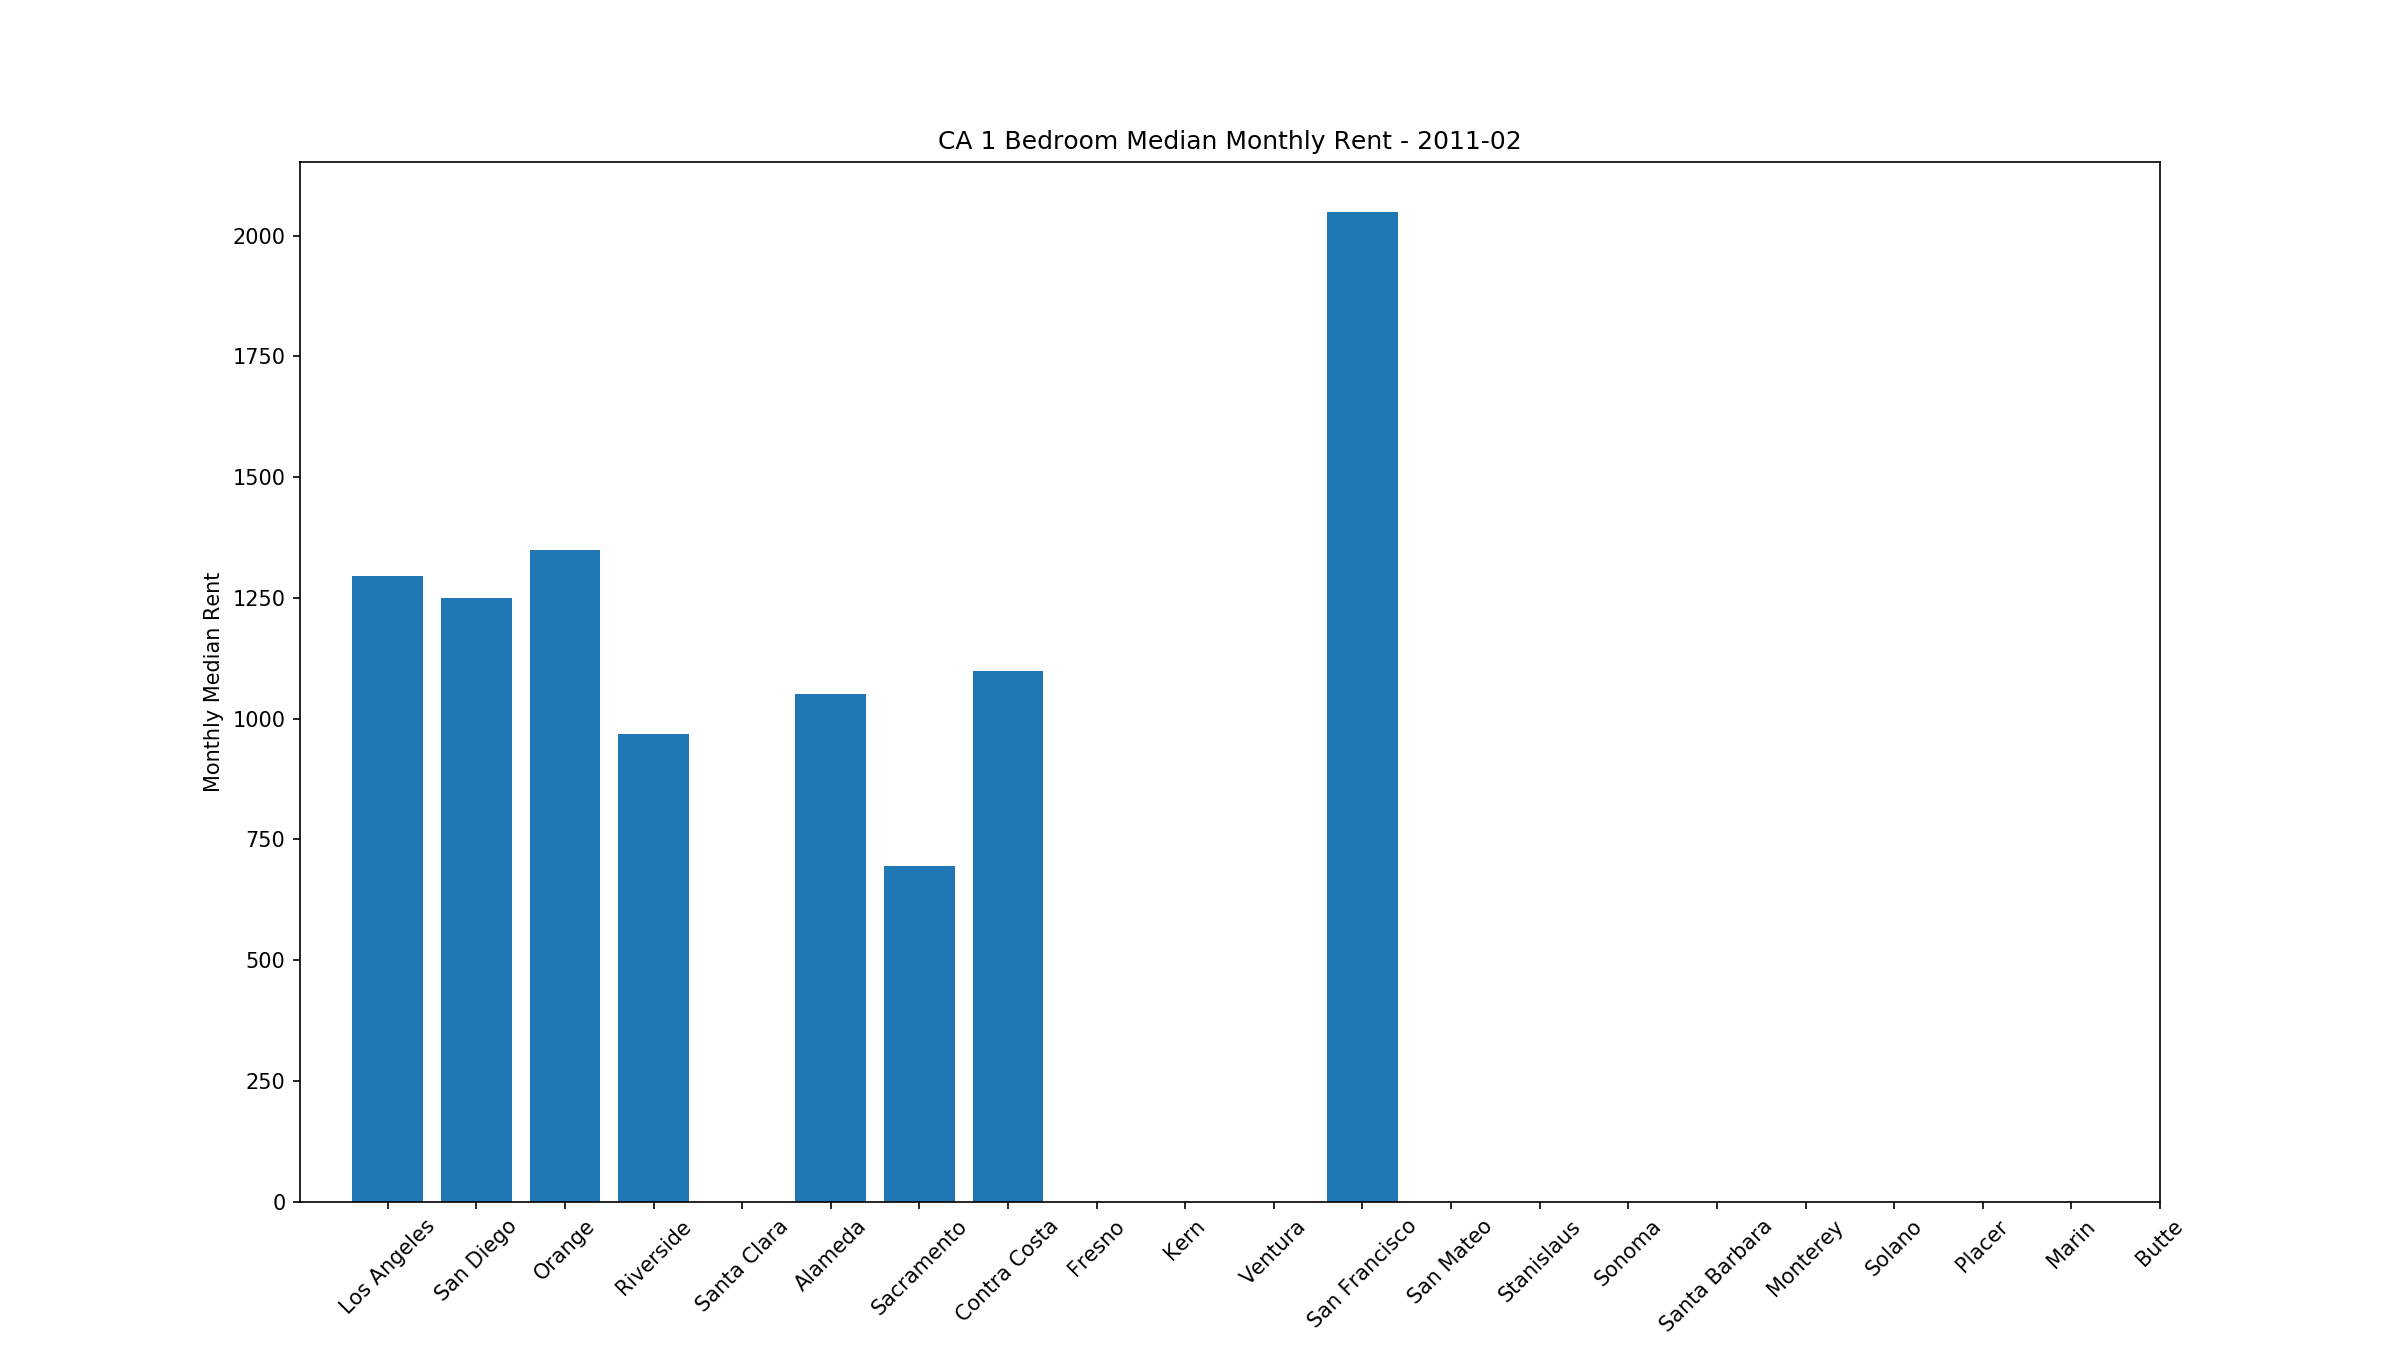 CA 1 Bedroom Median Monthly Rent - 2011-02
Monthly Median Rent
2000
1750
1500
1250
1000
750
500
250
0
Los Angeles
San Diego
Orange
Riverside
Santa Clara
Alameda
Sacramento
Contra Costa
Fresno
Kern
Ventura
San Francisco
San Mateo
Stanislaus
Sonoma
Santa Barbara
Monterey
Solano
Placer
Marin
Butte